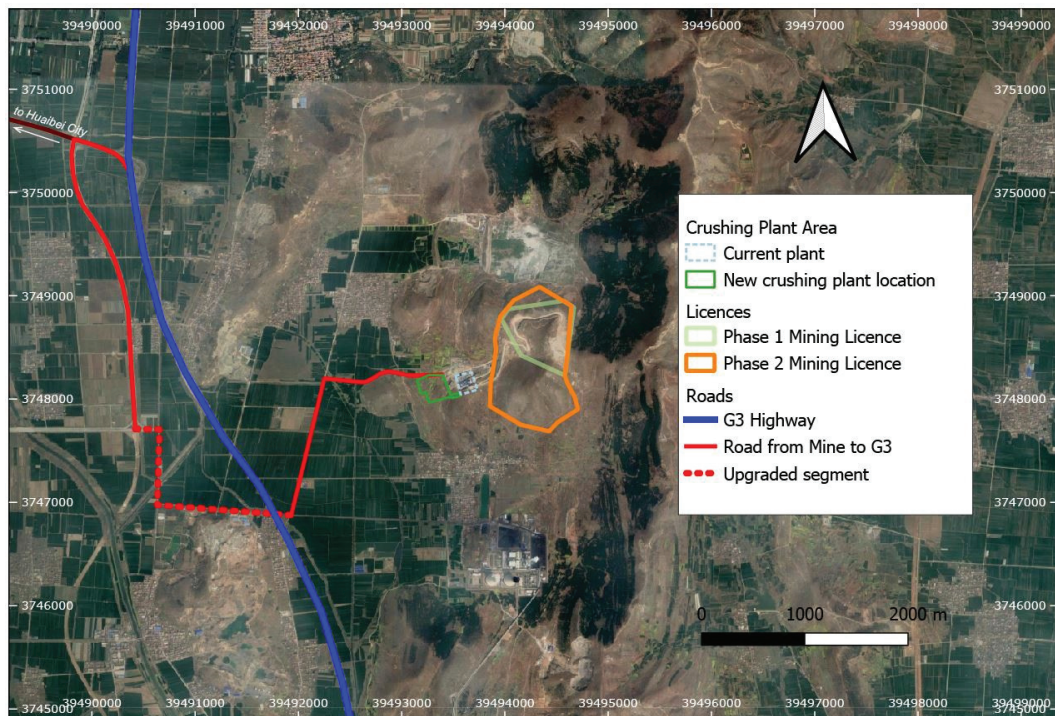 39490000 39491000 39492000 39493000 39494000 39495000 39496000 39497000 39498000 39499000
3751000 3751000
to Huaibei City
3750000 3750000
Crushing Plant Area
Current plant
New crushing plant location
Licences
Phase 1 Mining Licence
Phase 2 Mining Licence
Roads
G3 Highway
Road from Mine to G3
Upgraded segment
3749000 3749000
3748000 3748000
3747000 3747000
3746000 3746000
0 1000 2000 m
3745000 3745000
39490000 39491000 39492000 39493000 39494000 39495000 39496000 39497000 39498000 39499000